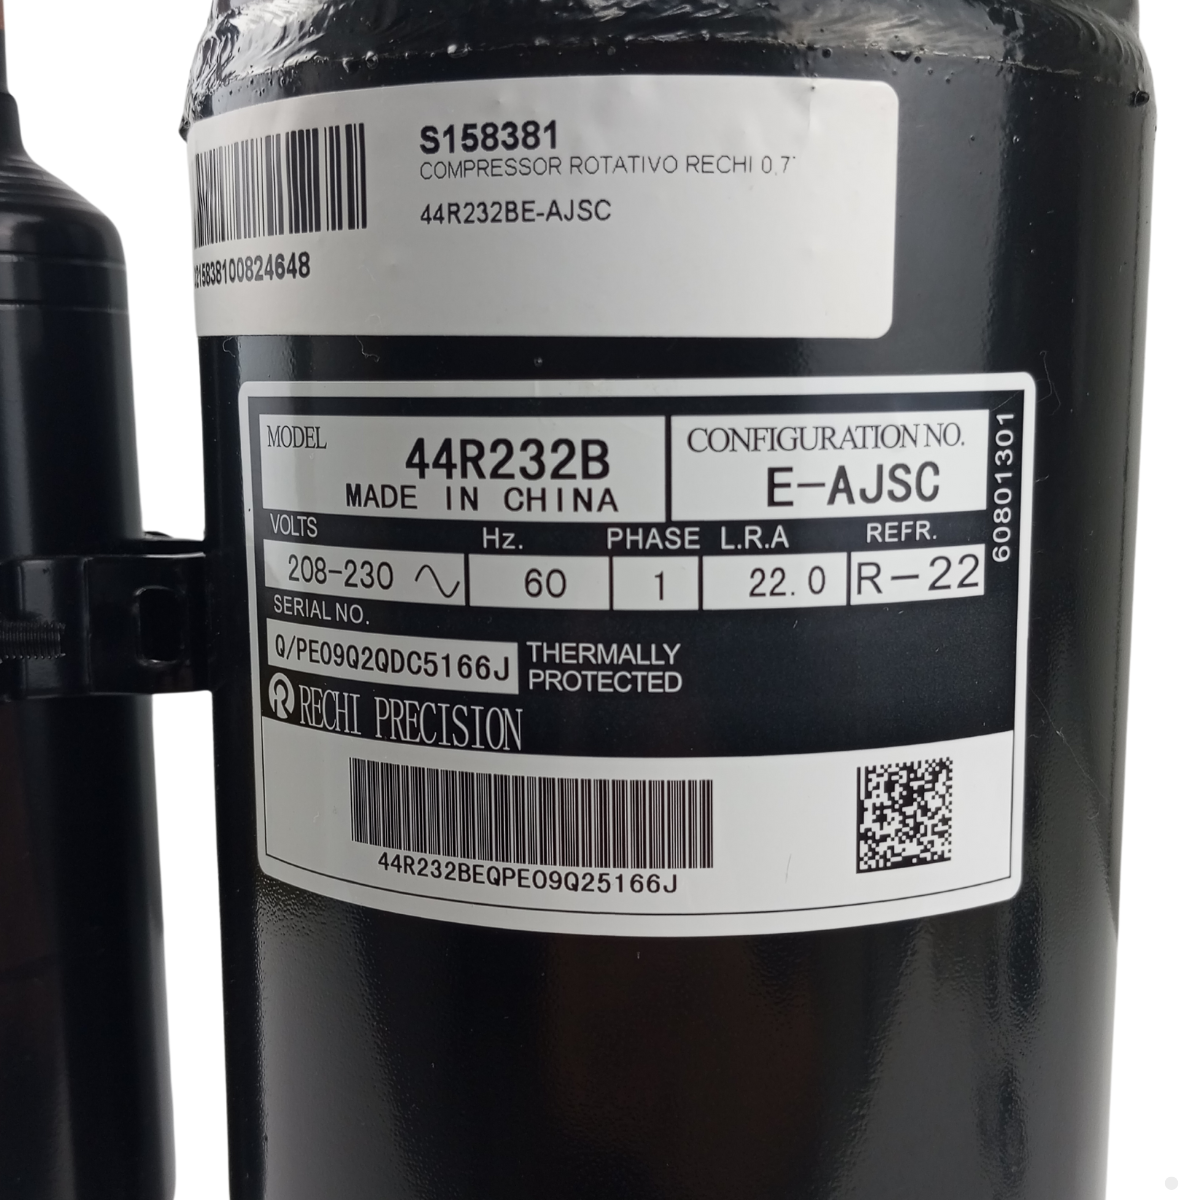 S158381
COMPRESSOR ROTATIVO RECHI 0,7
44R232BE-AJSC
215838100824648
MODEL
44R232B
MADE IN CHINA
CONFIGURATION NO.
E-AJSC
60801301
VOLTS Hz. PHASE L.R.A REFR.
208-230 60 1 22.0 R-22
SERIAL NO.
Q/PE09Q2QDC5166J
THERMALLY
PROTECTED
RECHI PRECISION
44R232BEQPE09Q25166J